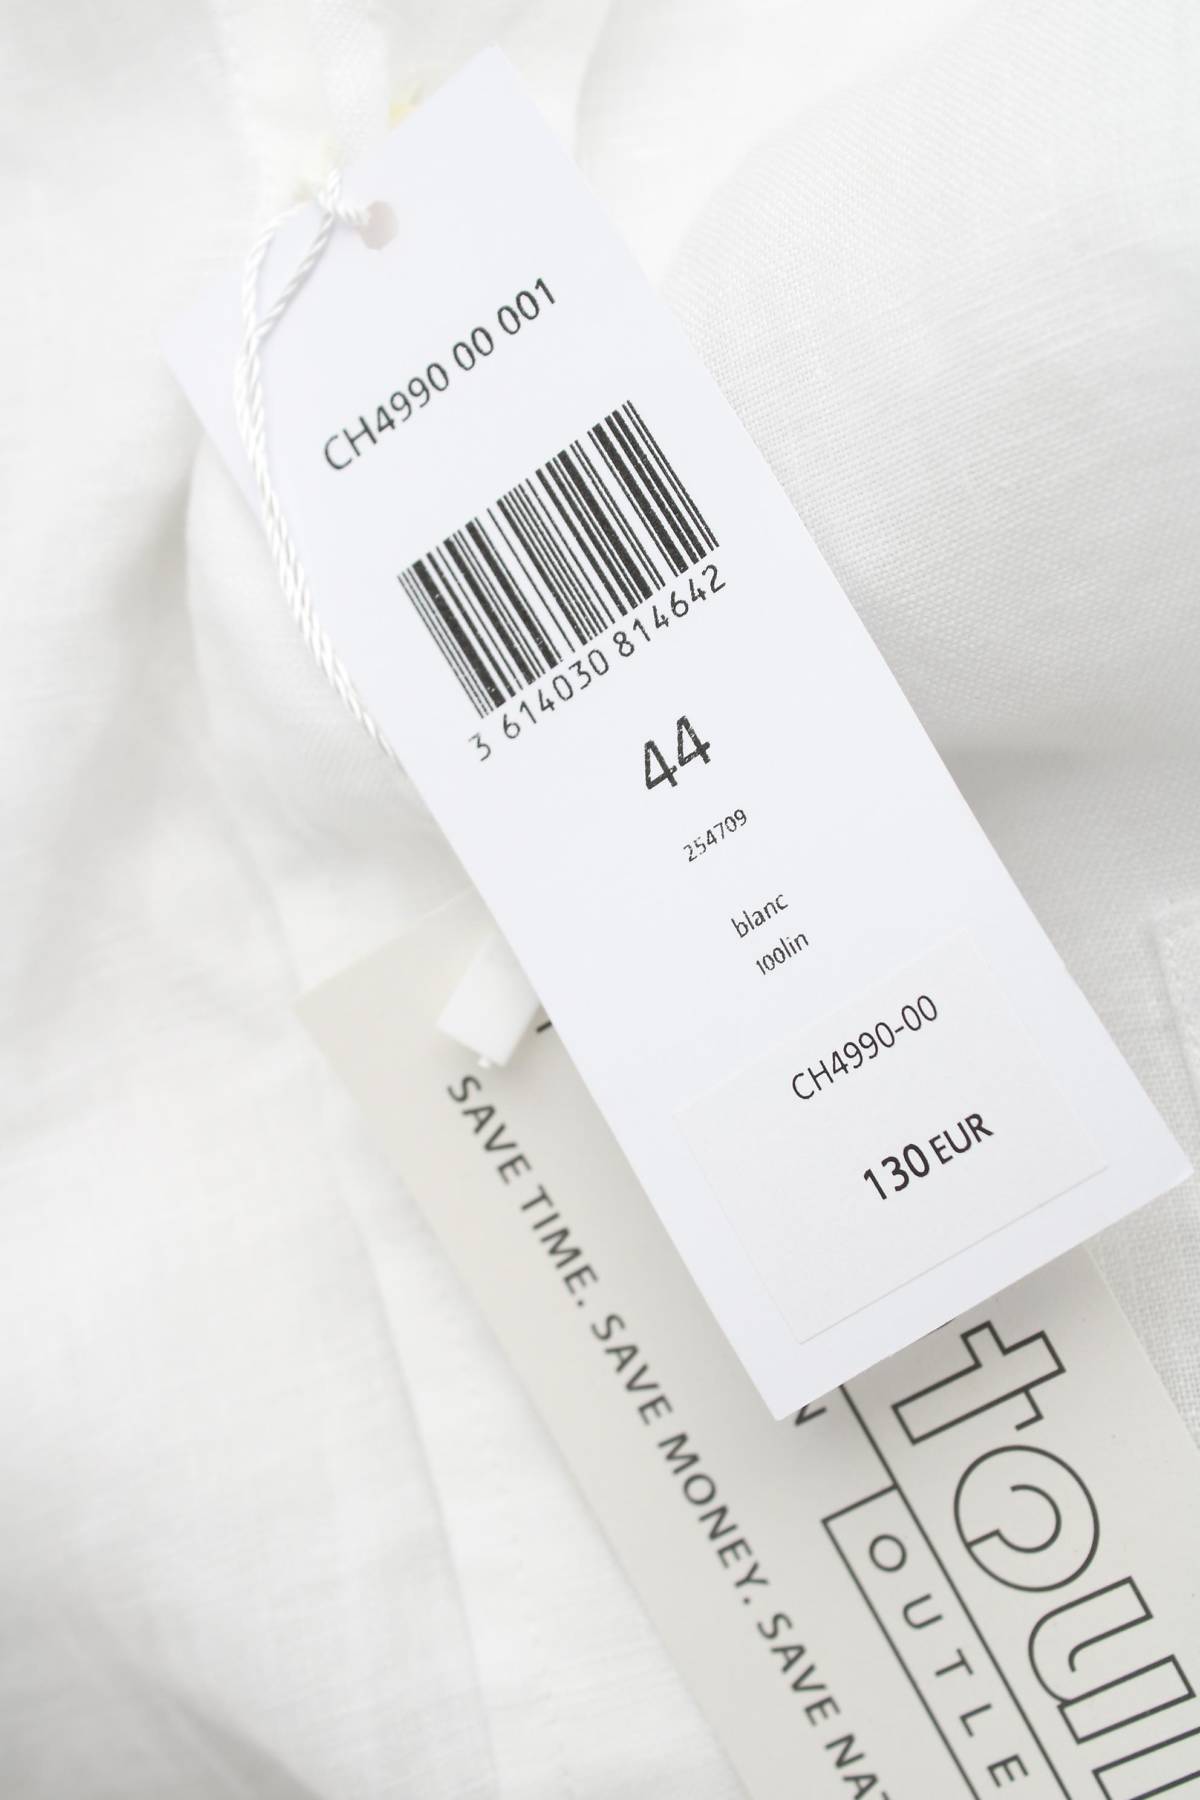 CH4990 00 001
3 614030 814642
44
254709
blanc
100lin
CH4990-00
130 EUR
SAVE TIME. SAVE MONEY. SAVE
OUTLE